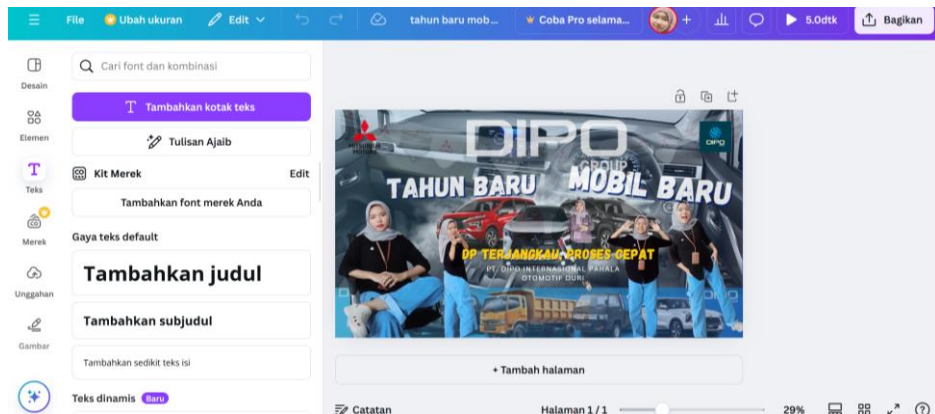 File Ubah ukuran Edit tahun baru mob... Coba Pro selama... + 5.0dtk Bagikan
Desain
Elemen
Teks
Merek
Unggahan
Gambar
Cari font dan kombinasi
Tambahkan kotak teks
Tulisan Ajaib
Kit Merek Edit
Tambahkan font merek Anda
Gaya teks default
Tambahkan judul
Tambahkan subjudul
Tambahkan sedikit teks isi
Teks dinamis Baru
DIPO
GROUP
DIPO
TAHUN BARU MOBIL BARU
DP TERJANGKAU, PROSES CEPAT
PT. DIPO INTERNASIONAL PAHALA
OTOMOTIF DURI
+ Tambah halaman
Catatan Halaman 1 / 1 29%